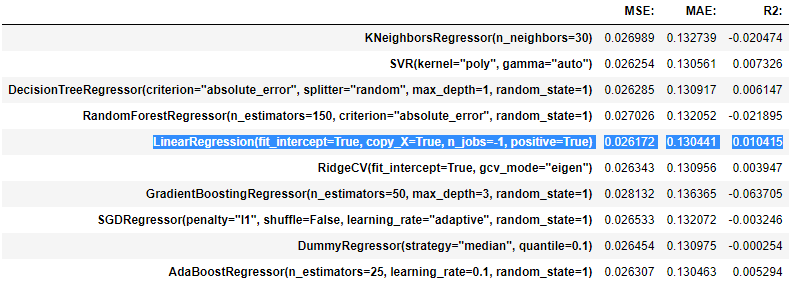 MSE: MAE: R2:
KNeighborsRegressor(n_neighbors=30) 0.026989 0.132739 -0.020474
SVR(kernel="poly", gamma="auto") 0.026254 0.130561 0.007326
DecisionTreeRegressor(criterion="absolute_error", splitter="random", max_depth=1, random_state=1) 0.026285 0.130917 0.006147
RandomForestRegressor(n_estimators=150, criterion="absolute_error", random_state=1) 0.027026 0.132052 -0.021895
LinearRegression(fit_intercept=True, copy_X=True, n_jobs=-1, positive=True) 0.026172 0.130441 0.010415
RidgeCV(fit_intercept=True, gcv_mode="eigen") 0.026343 0.130956 0.003947
GradientBoostingRegressor(n_estimators=50, max_depth=3, random_state=1) 0.028132 0.136365 -0.063705
SGDRegressor(penalty="l1", shuffle=False, learning_rate="adaptive", random_state=1) 0.026533 0.132072 -0.003246
DummyRegressor(strategy="median", quantile=0.1) 0.026454 0.130975 -0.000254
AdaBoostRegressor(n_estimators=25, learning_rate=0.1, random_state=1) 0.026307 0.130463 0.005294